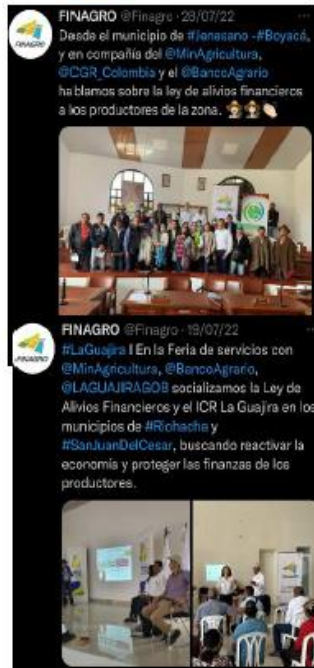 FINAGRO @Finagro · 28/07/22
Desde el municipio de #Jenesano -#Boyacá,
y en compañía del @MinAgricultura,
@CGR_Colombia y el @BancoAgrario
hablamos sobre la ley de alivios financieros
a los productores de la zona.
FINAGRO
FINAGRO @Finagro · 19/07/22
#LaGuajira I En la Feria de servicios con
@MinAgricultura, @BancoAgrario,
@LAGUAJIRAGOB socializamos la Ley de
Alivios Financieros y el ICR La Guajira en los
municipios de #Riohacha y
#SanJuanDelCesar, buscando reactivar la
economía y proteger las finanzas de los
productores.
FINAGRO